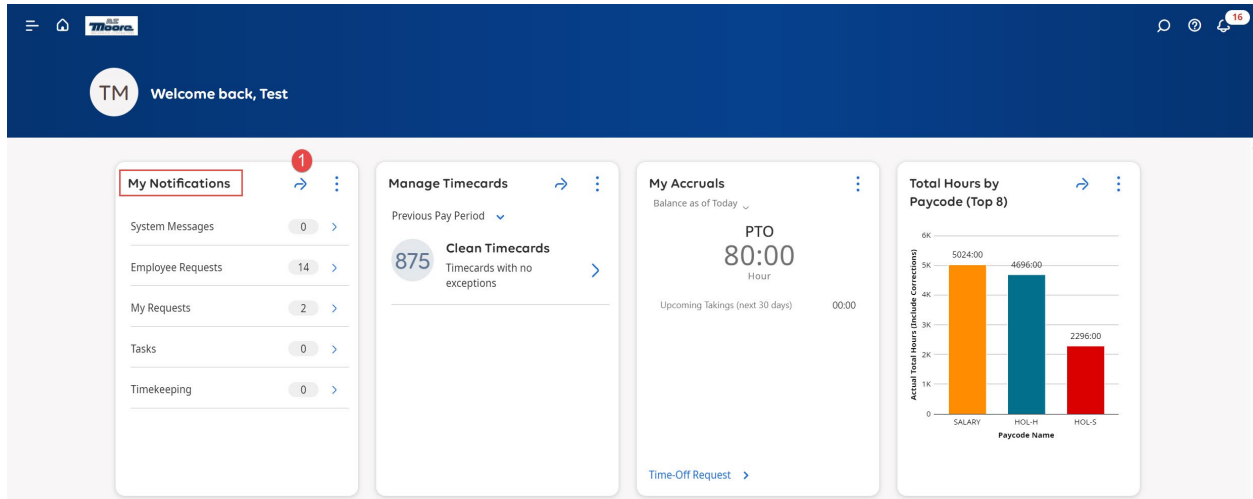 A.C.
Moore.
16
TM
Welcome back, Test
1
My Notifications
System Messages 0
Employee Requests 14
My Requests 2
Tasks 0
Timekeeping 0
Manage Timecards
Previous Pay Period
875
Clean Timecards
Timecards with no
exceptions
My Accruals
Balance as of Today
PTO
80:00
Hour
Upcoming Takings (next 30 days) 00:00
Time-Off Request
Total Hours by
Paycode (Top 8)
Actual Total Hours (Include Corrections)
6K
5K
4K
3K
2K
1K
0
5024:00
4696:00
2296:00
SALARY HOL-H HOL-S
Paycode Name